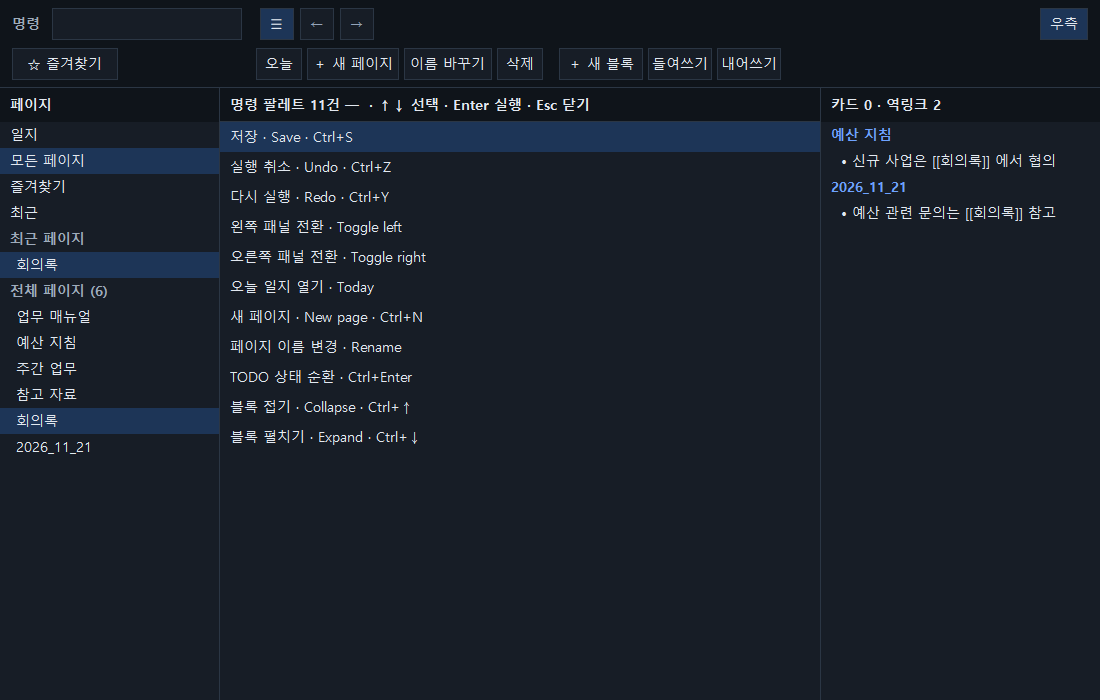 명령 ☰ ← → 우측
☆ 즐겨찾기 오늘 + 새 페이지 이름 바꾸기 삭제 + 새 블록 들여쓰기 내어쓰기
페이지
일지
모든 페이지
즐겨찾기
최근
최근 페이지
회의록
전체 페이지 (6)
업무 매뉴얼
예산 지침
주간 업무
참고 자료
회의록
2026_11_21
명령 팔레트 11건 — · ↑↓ 선택 · Enter 실행 · Esc 닫기
저장 · Save · Ctrl+S
실행 취소 · Undo · Ctrl+Z
다시 실행 · Redo · Ctrl+Y
왼쪽 패널 전환 · Toggle left
오른쪽 패널 전환 · Toggle right
오늘 일지 열기 · Today
새 페이지 · New page · Ctrl+N
페이지 이름 변경 · Rename
TODO 상태 순환 · Ctrl+Enter
블록 접기 · Collapse · Ctrl+↑
블록 펼치기 · Expand · Ctrl+↓
카드 0 · 역링크 2
예산 지침
• 신규 사업은 [[회의록]] 에서 협의
2026_11_21
• 예산 관련 문의는 [[회의록]] 참고